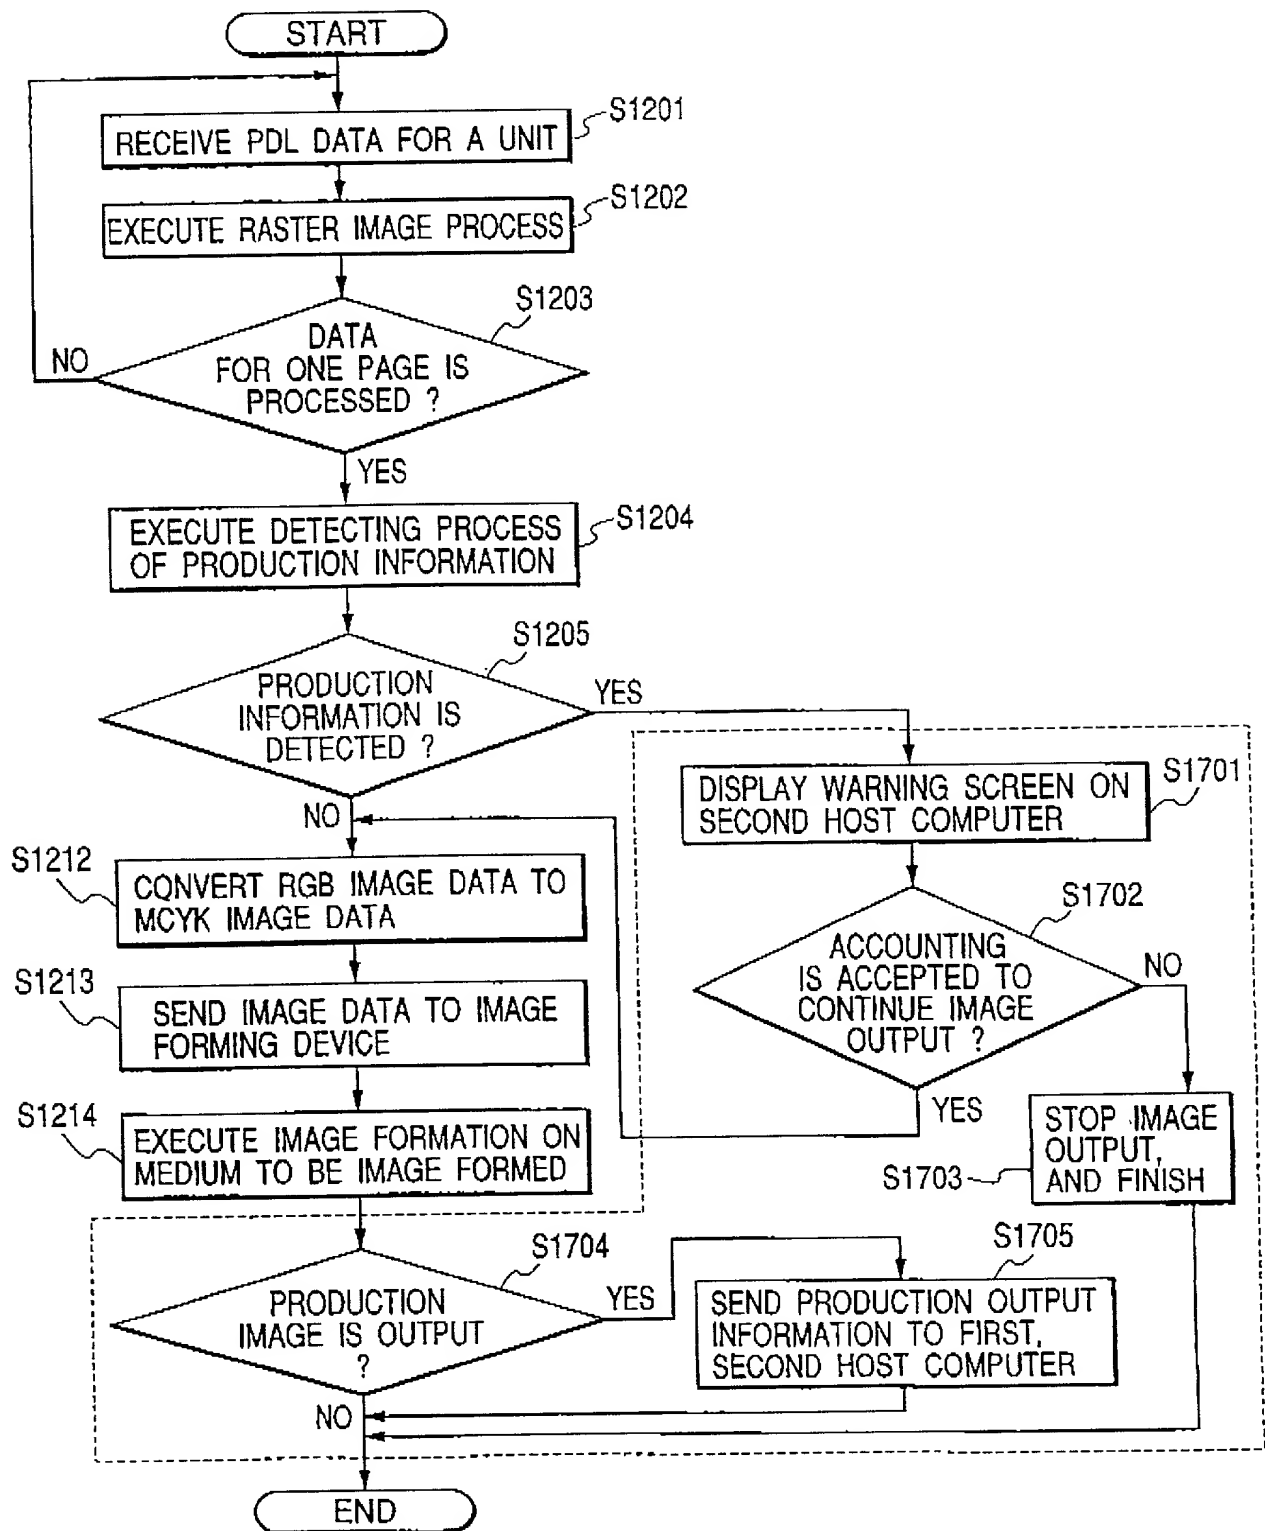 START
S1201
RECEIVE PDL DATA FOR A UNIT
S1202
EXECUTE RASTER IMAGE PROCESS
S1203
DATA
FOR ONE PAGE IS
PROCESSED ?
NO
YES
S1204
EXECUTE DETECTING PROCESS
OF PRODUCTION INFORMATION
S1205
PRODUCTION
INFORMATION IS
DETECTED ?
YES
NO
S1701
DISPLAY WARNING SCREEN ON
SECOND HOST COMPUTER
S1702
ACCOUNTING
IS ACCEPTED TO
CONTINUE IMAGE
OUTPUT ?
NO
YES
S1703
STOP IMAGE
OUTPUT,
AND FINISH
S1212
CONVERT RGB IMAGE DATA TO
MCYK IMAGE DATA
S1213
SEND IMAGE DATA TO IMAGE
FORMING DEVICE
S1214
EXECUTE IMAGE FORMATION ON
MEDIUM TO BE IMAGE FORMED
S1704
PRODUCTION
IMAGE IS OUTPUT
?
YES
NO
S1705
SEND PRODUCTION OUTPUT
INFORMATION TO FIRST,
SECOND HOST COMPUTER
END